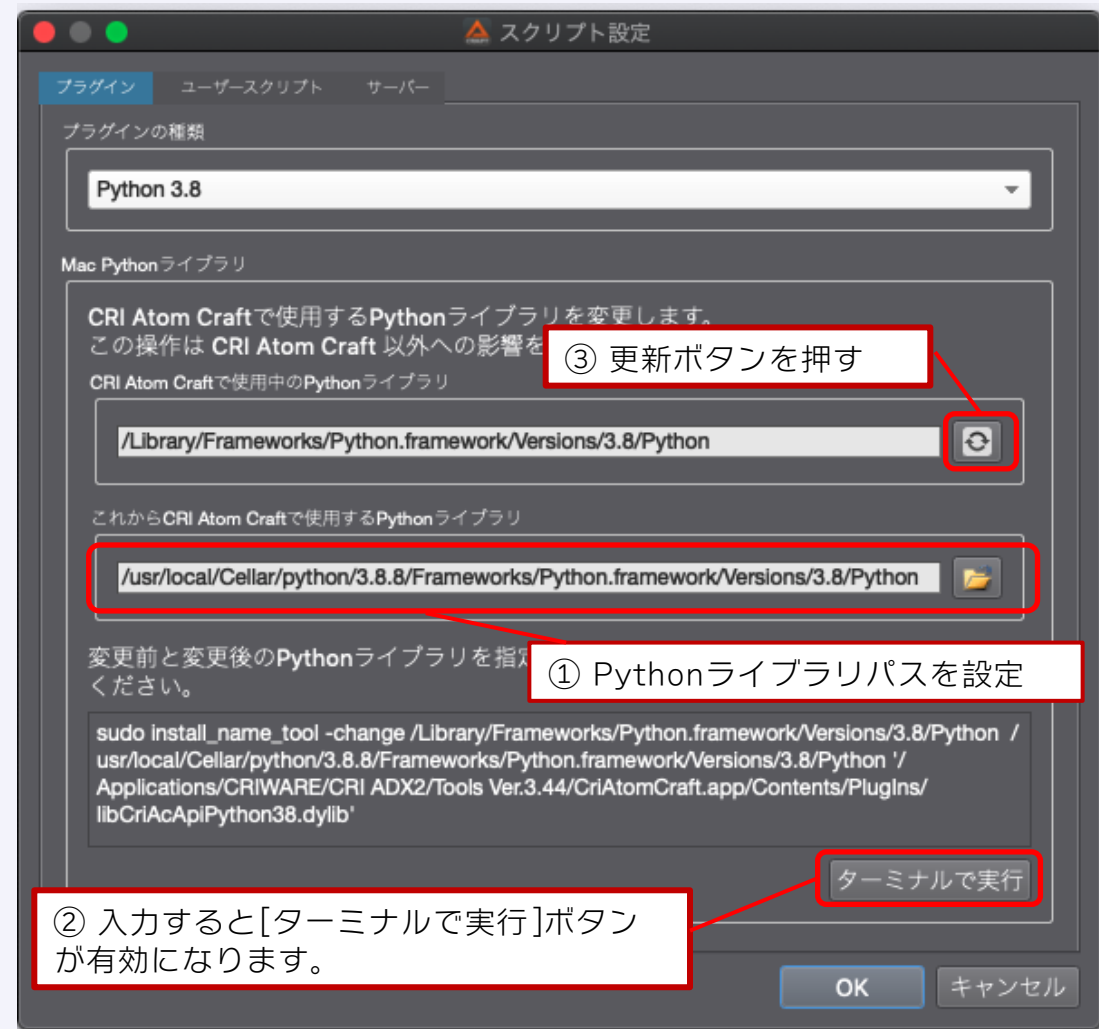 スクリプト設定
プラグイン
ユーザースクリプト
サーバー
プラグインの種類
Python 3.8
Mac Pythonライブラリ
CRI Atom Craftで使用するPythonライブラリを変更します。
この操作は CRI Atom Craft 以外への影響を
③ 更新ボタンを押す
CRI Atom Craftで使用中のPythonライブラリ
/Library/Frameworks/Python.framework/Versions/3.8/Python
これからCRI Atom Craftで使用するPythonライブラリ
/usr/local/Cellar/python/3.8.8/Frameworks/Python.framework/Versions/3.8/Python
変更前と変更後のPythonライブラリを指定
ください。
① Pythonライブラリパスを設定
sudo install_name_tool -change /Library/Frameworks/Python.framework/Versions/3.8/Python /
usr/local/Cellar/python/3.8.8/Frameworks/Python.framework/Versions/3.8/Python '/
Applications/CRIWARE/CRI ADX2/Tools Ver.3.44/CriAtomCraft.app/Contents/PlugIns/
libCriAcApiPython38.dylib'
ターミナルで実行
② 入力すると[ターミナルで実行]ボタン
が有効になります。
OK
キャンセル